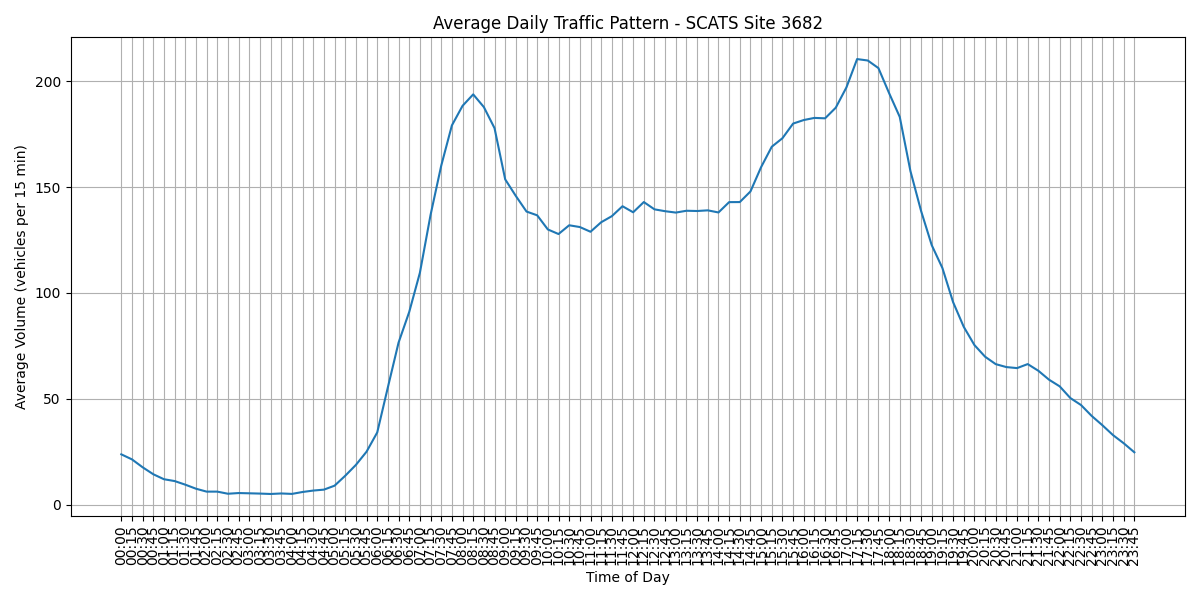 Average Daily Traffic Pattern - SCATS Site 3682
Average Volume (vehicles per 15 min)
200
150
100
50
0
00:00 00:15 00:30 00:45 01:00 01:15 01:30 01:45 02:00 02:15 02:30 02:45 03:00 03:15 03:30 03:45 04:00 04:15 04:30 04:45 05:00 05:15 05:30 05:45 06:00 06:15 06:30 06:45 07:00 07:15 07:30 07:45 08:00 08:15 08:30 08:45 09:00 09:15 09:30 09:45 10:00 10:15 10:30 10:45 11:00 11:15 11:30 11:45 12:00 12:15 12:30 12:45 13:00 13:15 13:30 13:45 14:00 14:15 14:30 14:45 15:00 15:15 15:30 15:45 16:00 16:15 16:30 16:45 17:00 17:15 17:30 17:45 18:00 18:15 18:30 18:45 19:00 19:15 19:30 19:45 20:00 20:15 20:30 20:45 21:00 21:15 21:30 21:45 22:00 22:15 22:30 22:45 23:00 23:15 23:30 23:45
Time of Day